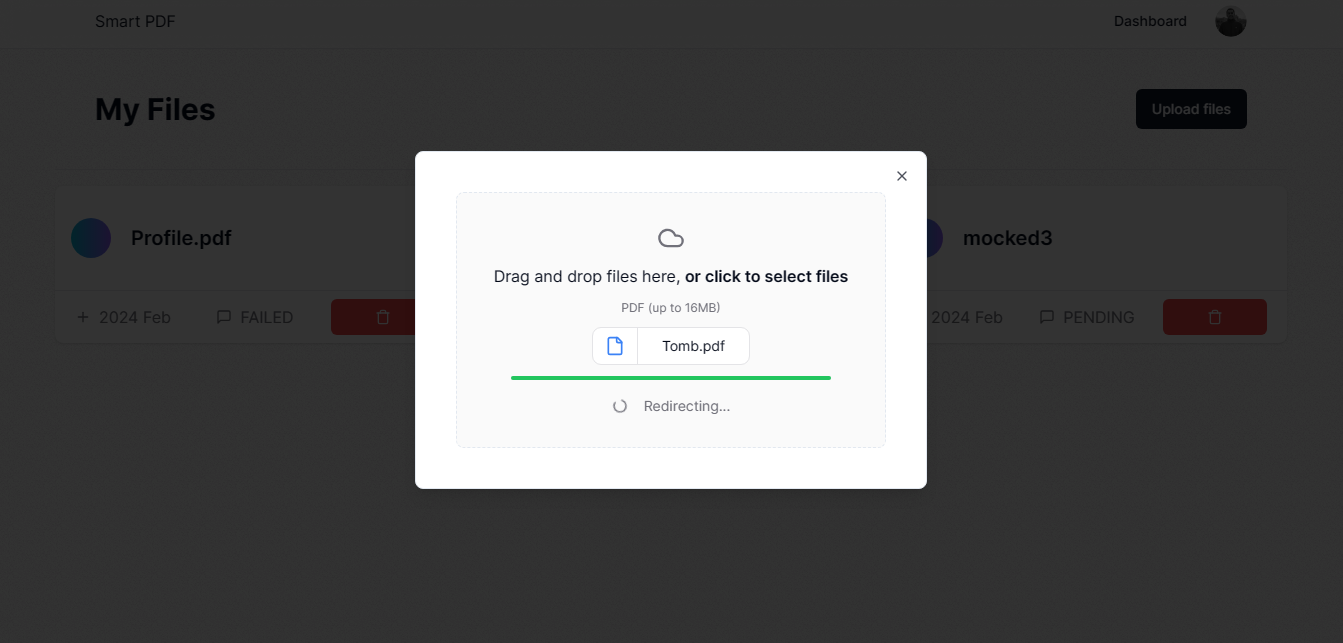 Smart PDF
Dashboard
My Files
Upload files
Profile.pdf
mocked3
2024 Feb
FAILED
2024 Feb
PENDING
Drag and drop files here, or click to select files
PDF (up to 16MB)
Tomb.pdf
Redirecting...